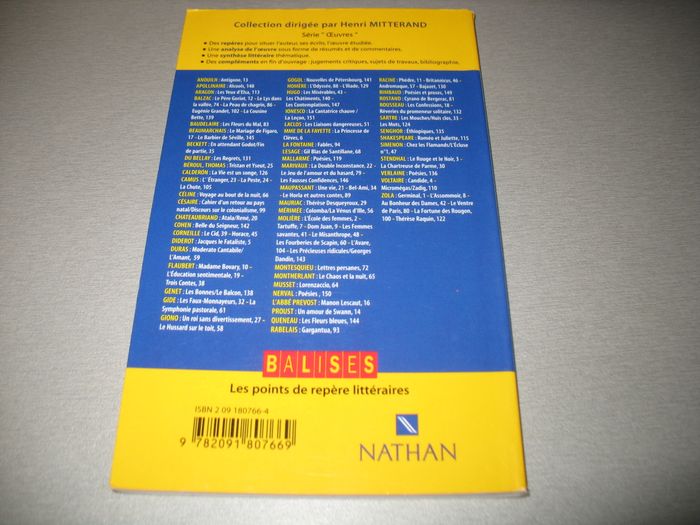 Collection dirigée par Henri MITTERAND
Série " Œuvres "
• Des repères pour situer l'auteur, ses écrits, l'œuvre étudiée.
• Une analyse de l'œuvre sous forme de résumés et de commentaires.
• Une synthèse littéraire thématique.
• Des compléments en fin d'ouvrage : jugements critiques, sujets de travaux, bibliographie.
ANOUILH : Antigone, 13
APOLLINAIRE : Alcools, 140
ARAGON : Les Yeux d'Elsa, 113
BALZAC : Le Père Goriot, 12 – Le Lys dans
la vallée, 74 – La Peau de chagrin, 86 –
Eugénie Grandet, 102 – La Cousine
Bette, 139
BAUDELAIRE : Les Fleurs du Mal, 83
BEAUMARCHAIS : Le Mariage de Figaro,
17 – Le Barbier de Séville, 145
BECKETT : En attendant Godot/Fin
de partie, 35
DU BELLAY : Les Regrets, 131
BÉROUL, THOMAS : Tristan et Yseut, 25
CALDERÓN : La Vie est un songe, 126
CAMUS : L' Étranger, 23 – La Peste, 24 –
La Chute, 105
CÉLINE : Voyage au bout de la nuit, 66
CÉSAIRE : Cahier d'un retour au pays
natal/Discours sur le colonialisme, 99
CHATEAUBRIAND : Atala/René, 20
COHEN : Belle du Seigneur, 142
CORNEILLE : Le Cid, 39 – Horace, 45
DIDEROT : Jacques le Fataliste, 5
DURAS : Moderato Cantabile/
L'Amant, 59
FLAUBERT : Madame Bovary, 10 –
L'Éducation sentimentale, 19 –
Trois Contes, 38
GENET : Les Bonnes/Le Balcon, 138
GIDE : Les Faux-Monnayeurs, 32 – La
Symphonie pastorale, 61
GIONO : Un roi sans divertissement, 27 –
Le Hussard sur le toit, 58
GOGOL : Nouvelles de Pétersbourg, 141
HOMÈRE : L'Odyssée, 80 – L'Iliade, 129
HUGO : Les Misérables, 43 –
Les Châtiments, 140 –
Les Contemplations, 147
IONESCO : La Cantatrice chauve /
La Leçon, 151
LACLOS : Les Liaisons dangereuses, 51
MME DE LA FAYETTE : La Princesse de
Clèves, 6
LA FONTAINE : Fables, 94
LESAGE : Gil Blas de Santillane, 68
MALLARMÉ : Poésies, 119
MARIVAUX : La Double Inconstance, 22 –
Le Jeu de l'amour et du hasard, 79 –
Les Fausses Confidences, 146
MAUPASSANT : Une vie, 21 – Bel-Ami, 34
– Le Horla et autres contes, 89
MAURIAC : Thérèse Desqueyroux, 29
MÉRIMÉE : Colomba/La Vénus d'Ille, 56
MOLIÈRE : L'École des femmes, 2 –
Tartuffe, 7 – Dom Juan, 9 – Les Femmes
savantes, 41 – Le Misanthrope, 48 –
Les Fourberies de Scapin, 60 – L'Avare,
104 – Les Précieuses ridicules/Georges
Dandin, 143
MONTESQUIEU : Lettres persanes, 72
MONTHERLANT : Le Chaos et la nuit, 65
MUSSET : Lorenzaccio, 64
NERVAL : Poésies , 150
L'ABBÉ PRÉVOST : Manon Lescaut, 16
PROUST : Un amour de Swann, 14
QUENEAU : Les Fleurs bleues, 144
RABELAIS : Gargantua, 93
RACINE : Phèdre, 11 – Britannicus, 46 –
Andromaque, 57 – Bajazet, 130
RIMBAUD : Poésies et proses, 149
ROSTAND : Cyrano de Bergerac, 81
ROUSSEAU : Les Confessions, 18 –
Rêveries du promeneur solitaire, 132
SARTRE : Les Mouches/Huis clos, 33 –
Les Mots, 124
SENGHOR : Éthiopiques, 135
SHAKESPEARE : Roméo et Juliette, 115
SIMENON : Chez les Flamands/L'Écluse
n°1, 47
STENDHAL : Le Rouge et le Noir, 3 –
La Chartreuse de Parme, 30
VERLAINE : Poésies, 136
VOLTAIRE : Candide, 4 –
Micromégas/Zadig, 110
ZOLA : Germinal, 1 – L'Assommoir, 8 –
Au Bonheur des Dames, 42 – Le Ventre
de Paris, 80 – La Fortune des Rougon,
100 – Thérèse Raquin, 122
BALISES
Les points de repère littéraires
ISBN 2 09 180766-4
9 782091 807669
NATHAN